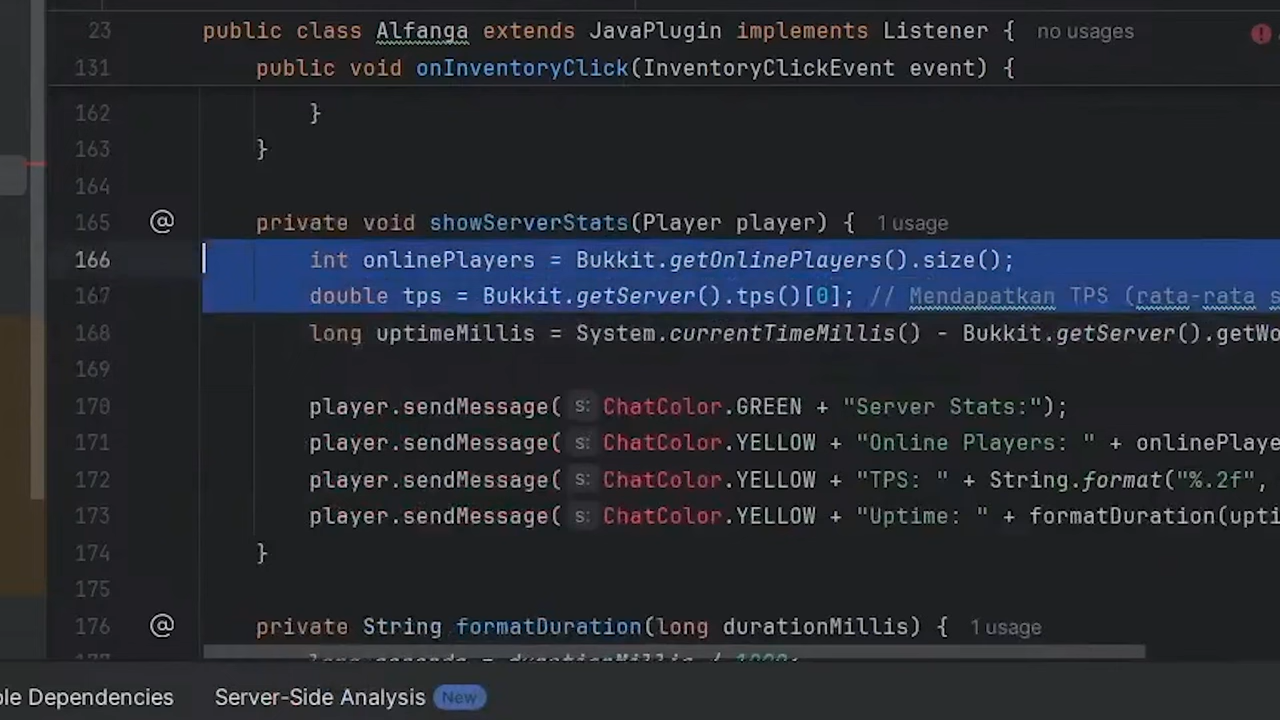 23 public class Alfanga extends JavaPlugin implements Listener { no usages
131 public void onInventoryClick(InventoryClickEvent event) {
162 }
163 }
164
165 @ private void showServerStats(Player player) { 1 usage
166 int onlinePlayers = Bukkit.getOnlinePlayers().size();
167 double tps = Bukkit.getServer().tps()[0]; // Mendapatkan TPS (rata-rata s
168 long uptimeMillis = System.currentTimeMillis() - Bukkit.getServer().getWo
169
170 player.sendMessage( s: ChatColor.GREEN + "Server Stats:");
171 player.sendMessage( s: ChatColor.YELLOW + "Online Players: " + onlinePlaye
172 player.sendMessage( s: ChatColor.YELLOW + "TPS: " + String.format("%.2f",
173 player.sendMessage( s: ChatColor.YELLOW + "Uptime: " + formatDuration(upti
174 }
175
176 @ private String formatDuration(long durationMillis) { 1 usage
ble Dependencies Server-Side Analysis New